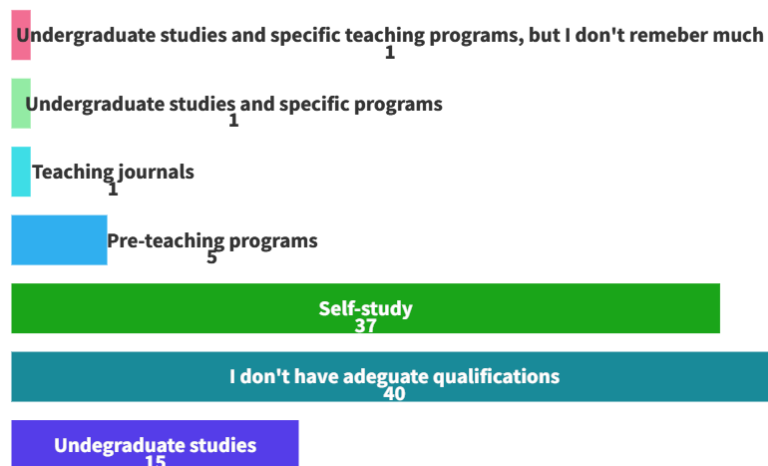 Undergraduate studies and specific teaching programs, but I don't remeber much
1
Undergraduate studies and specific programs
1
Teaching journals
1
Pre-teaching programs
5
Self-study
37
I don't have adeguate qualifications
40
Undegraduate studies
15